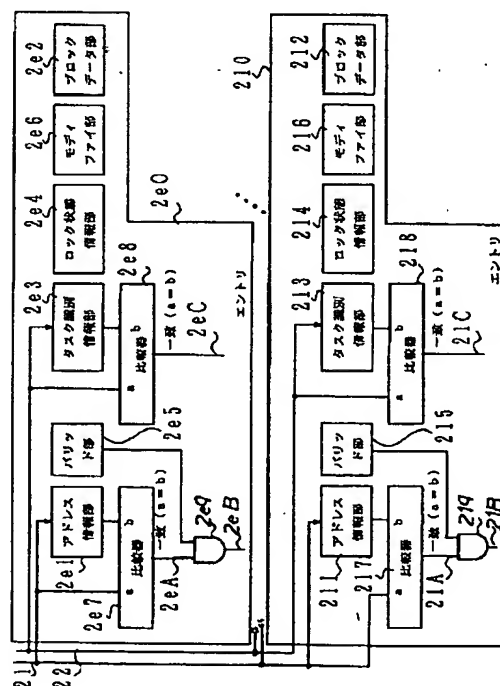 2e2
ブロック
データ部
2e6
モディ
ファイ部
2e4
ロック状態
情報部
2e0
2e3
タスク識別
情報部
2e8
a
b
比較器
一致 (a=b)
2eC
エントリ
2e5
バリッ
ド部
アドレス
情報部
2e1
2e7
a
b
比較器
一致 (a=b)
2eA
2e9
2eB
21
22
210
212
ブロック
データ部
216
モディ
ファイ部
214
ロック状態
情報部
213
タスク識別
情報部
218
a
b
比較器
一致 (a=b)
21C
エントリ
215
バリッ
ド部
アドレス
情報部
211
217
a
b
比較器
一致 (a=b)
21A
219
21B